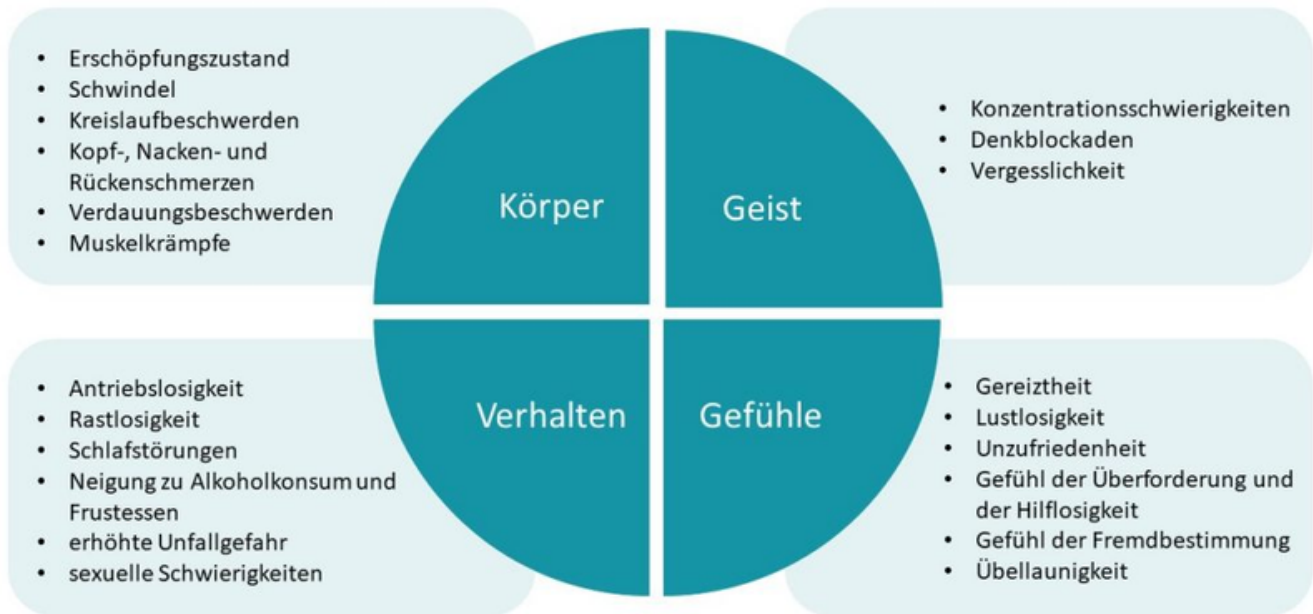 • Erschöpfungszustand
• Schwindel
• Kreislaufbeschwerden
• Kopf-, Nacken- und
Rückenschmerzen
• Verdauungsbeschwerden
• Muskelkrämpfe
Körper
Geist
• Konzentrationsschwierigkeiten
• Denkblockaden
• Vergesslichkeit
• Antriebslosigkeit
• Rastlosigkeit
• Schlafstörungen
• Neigung zu Alkoholkonsum und
Frustessen
• erhöhte Unfallgefahr
• sexuelle Schwierigkeiten
Verhalten
Gefühle
• Gereiztheit
• Lustlosigkeit
• Unzufriedenheit
• Gefühl der Überforderung und
der Hilflosigkeit
• Gefühl der Fremdbestimmung
• Übellaunigkeit